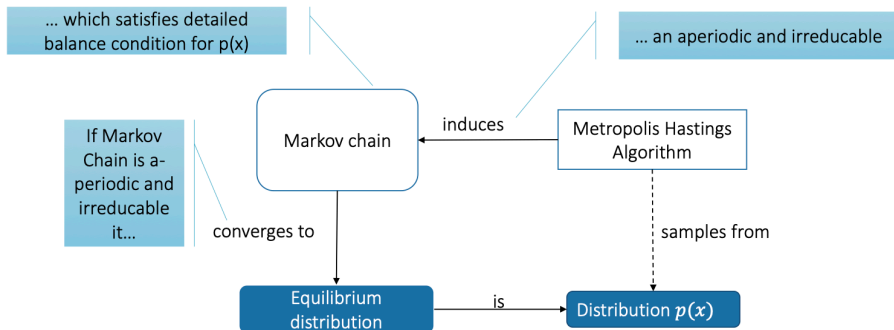 ... which satisfies detailed
balance condition for p(x)
... an aperiodic and irreducable
induces
Markov chain
Metropolis Hastings
Algorithm
If Markov
Chain is a-
periodic and
irreducable
it...
converges to
samples from
Equilibrium
distribution
is
Distribution p(x)